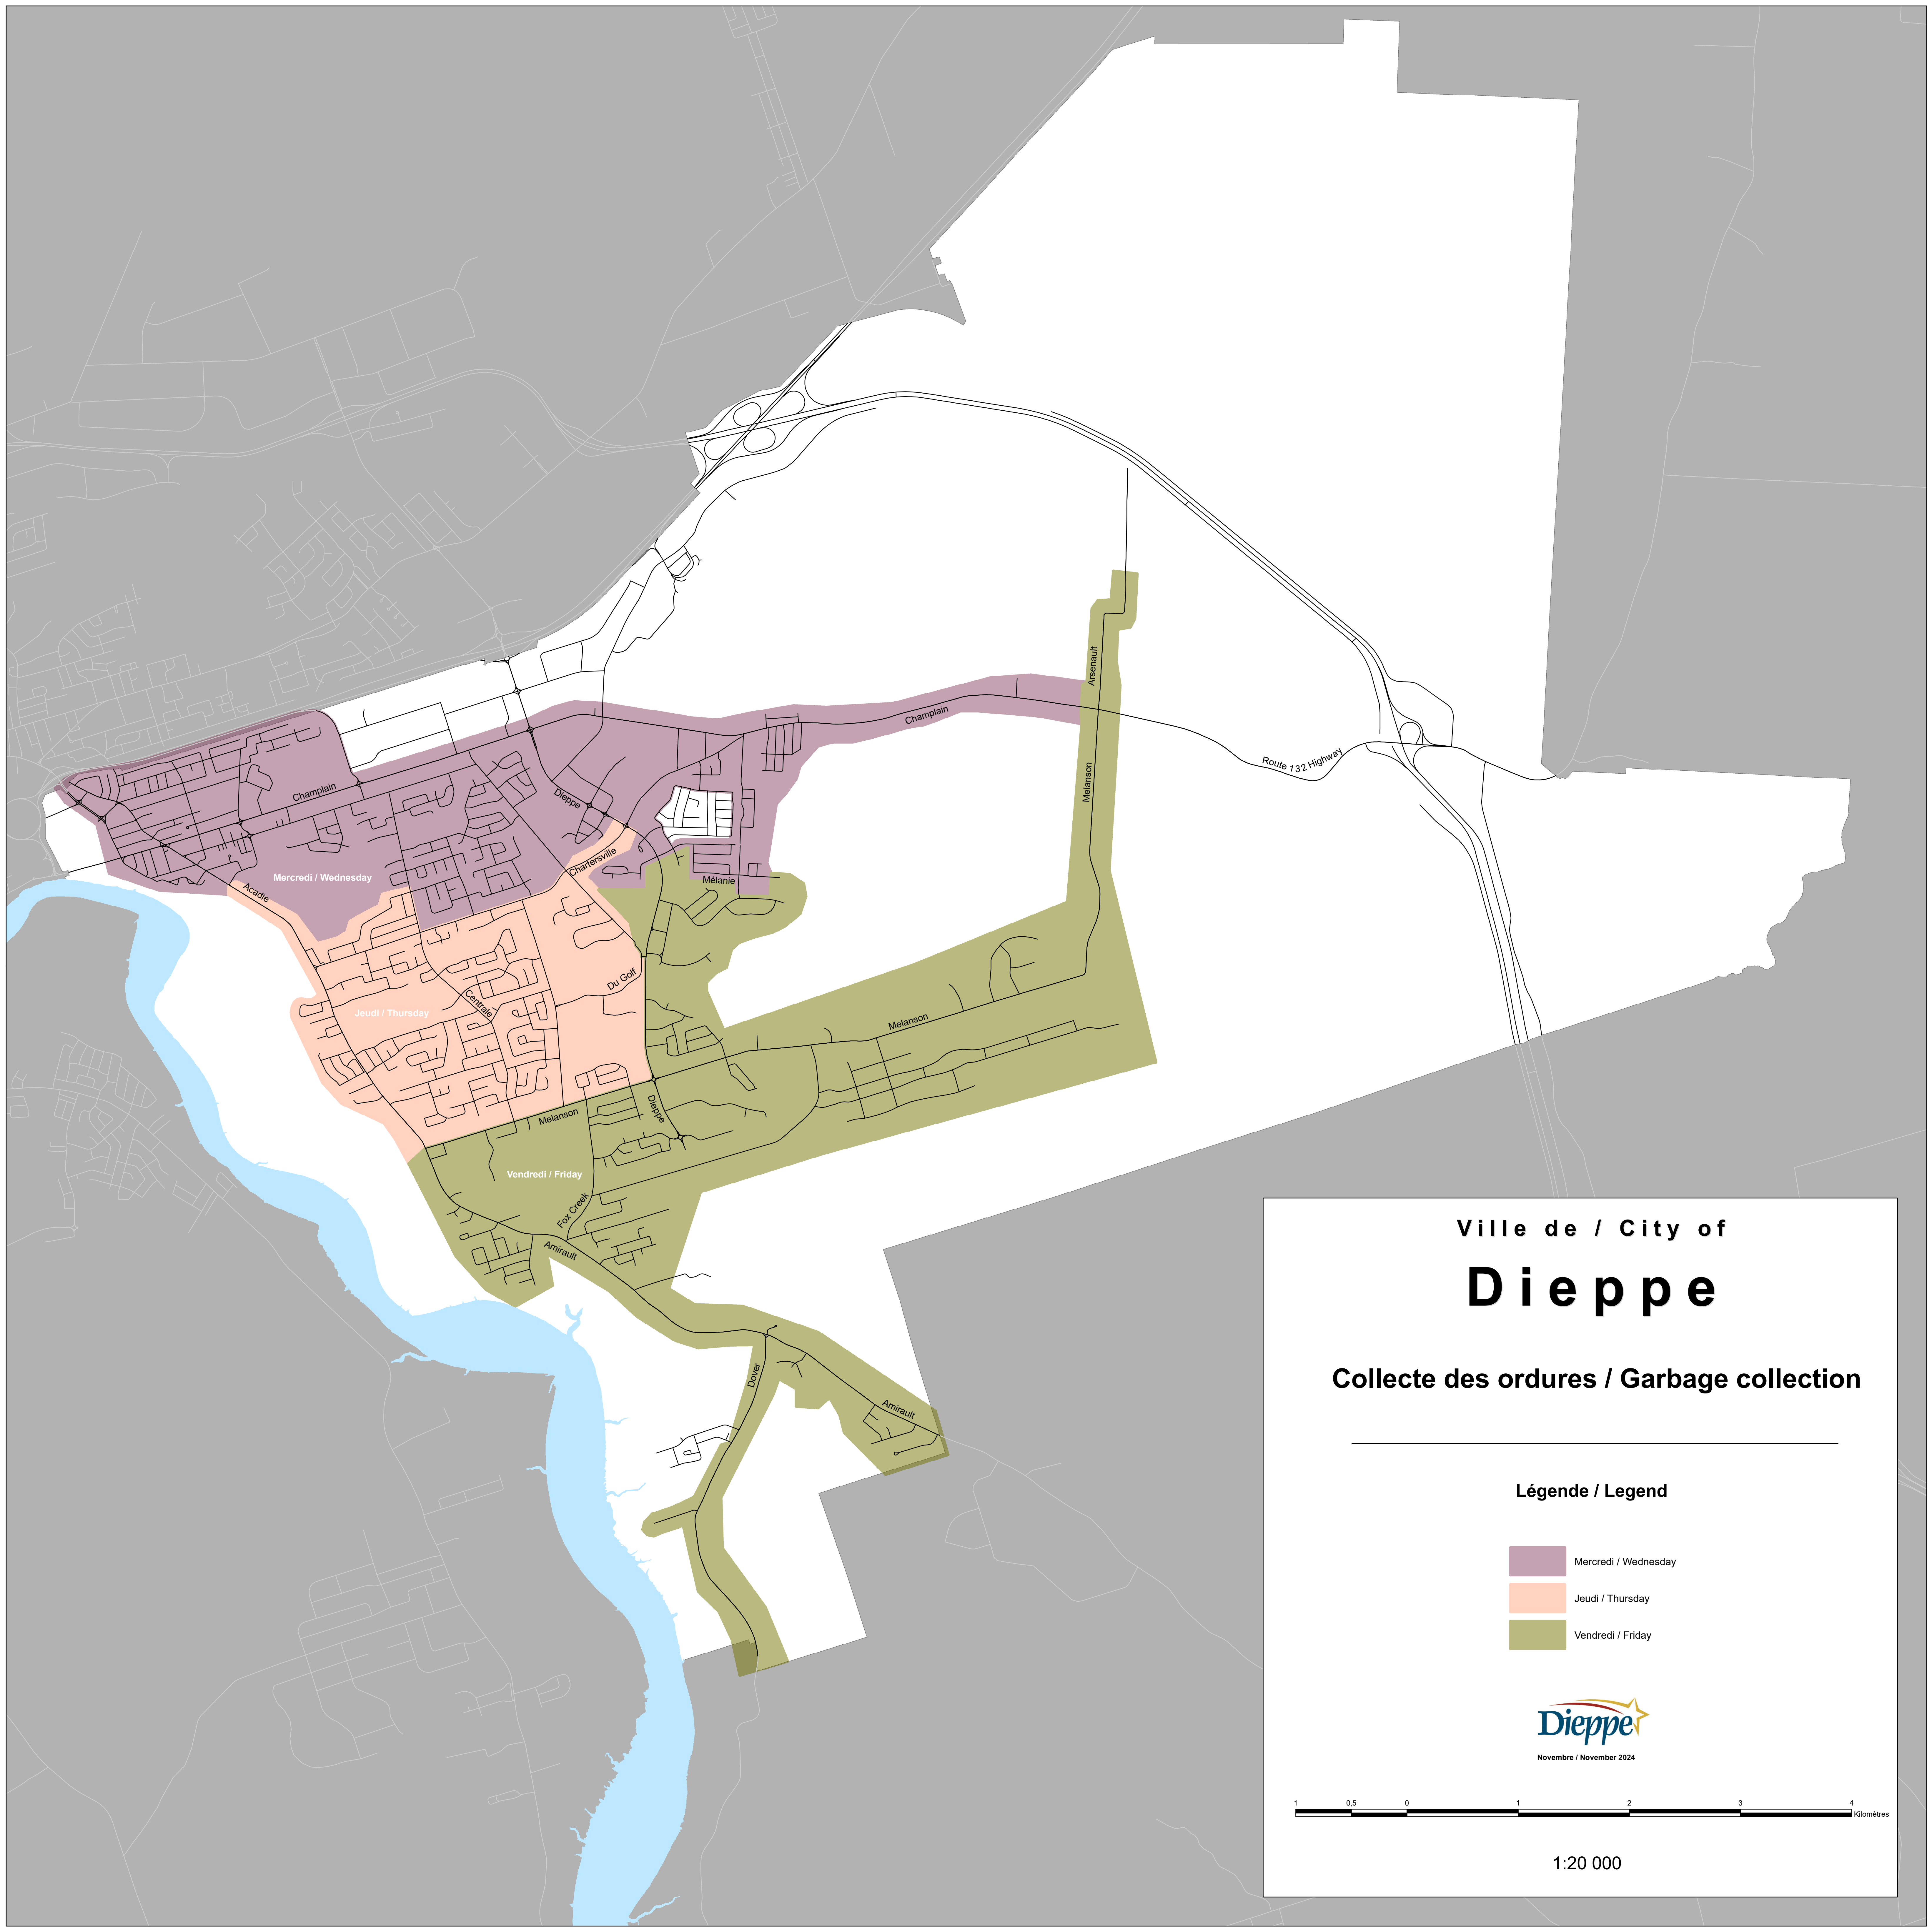 Arsenault
Champlain
Route 132 Highway
Melanson
Champlain
Dieppe
Chartersville
Mercredi / Wednesday
Mélanie
Acadie
Du Golf
Centrale
Jeudi / Thursday
Melanson
Melanson
Dieppe
Vendredi / Friday
Fox Creek
Amirault
Dover
Amirault
Ville de / City of
Dieppe
Collecte des ordures / Garbage collection
Légende / Legend
Mercredi / Wednesday
Jeudi / Thursday
Vendredi / Friday
Dieppe
Novembre / November 2024
1 0,5 0 1 2 3 4
Kilomètres
1:20 000